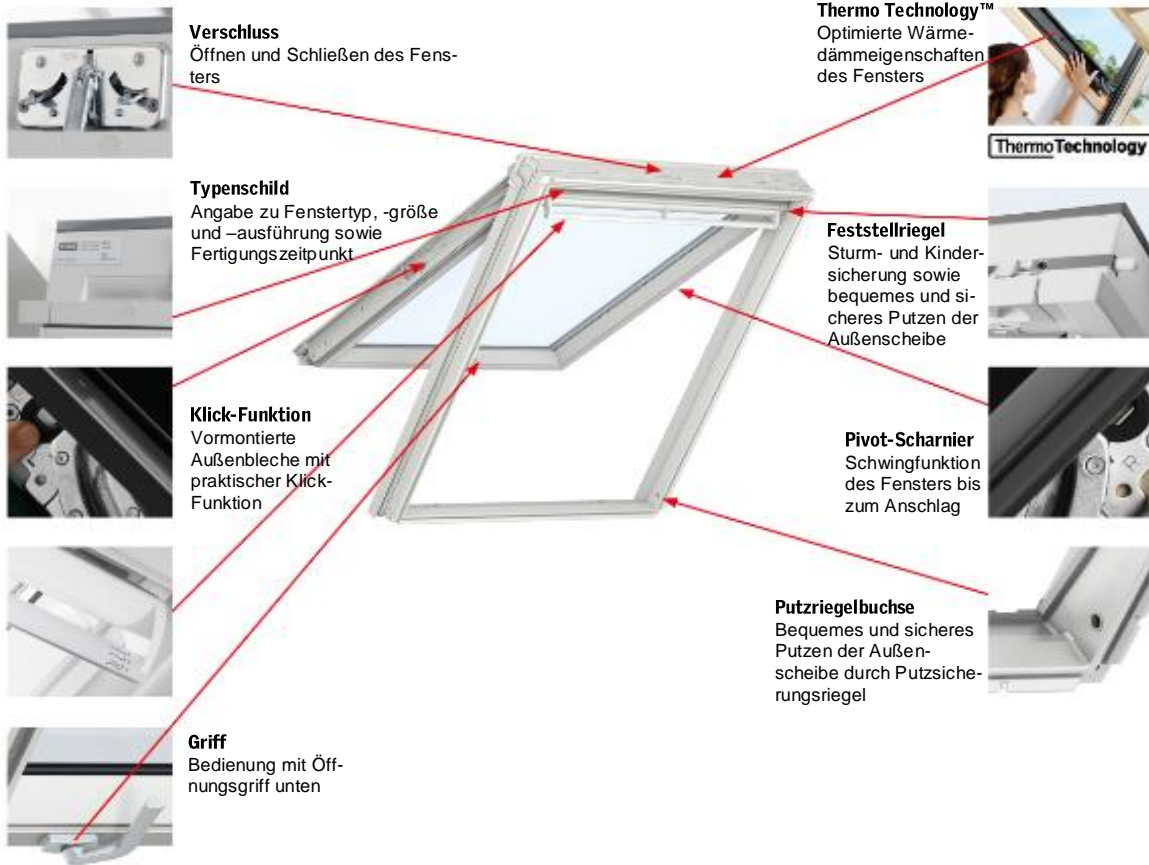 Verschluss
Öffnen und Schließen des Fens-
ters
Typenschild
Angabe zu Fenstertyp, -größe
und –ausführung sowie
Fertigungszeitpunkt
Klick-Funktion
Vormontierte
Außenbleche mit
praktischer Klick-
Funktion
Griff
Bedienung mit Öff-
nungsgriff unten
Thermo Technology™
Optimierte Wärme-
dämmeigenschaften
des Fensters
ThermoTechnology
Feststellriegel
Sturm- und Kinder-
sicherung sowie
bequemes und si-
cheres Putzen der
Außenscheibe
Pivot-Scharnier
Schwingfunktion
des Fensters bis
zum Anschlag
Putzriegelbuchse
Bequemes und sicheres
Putzen der Außen-
scheibe durch Putzsiche-
rungsriegel